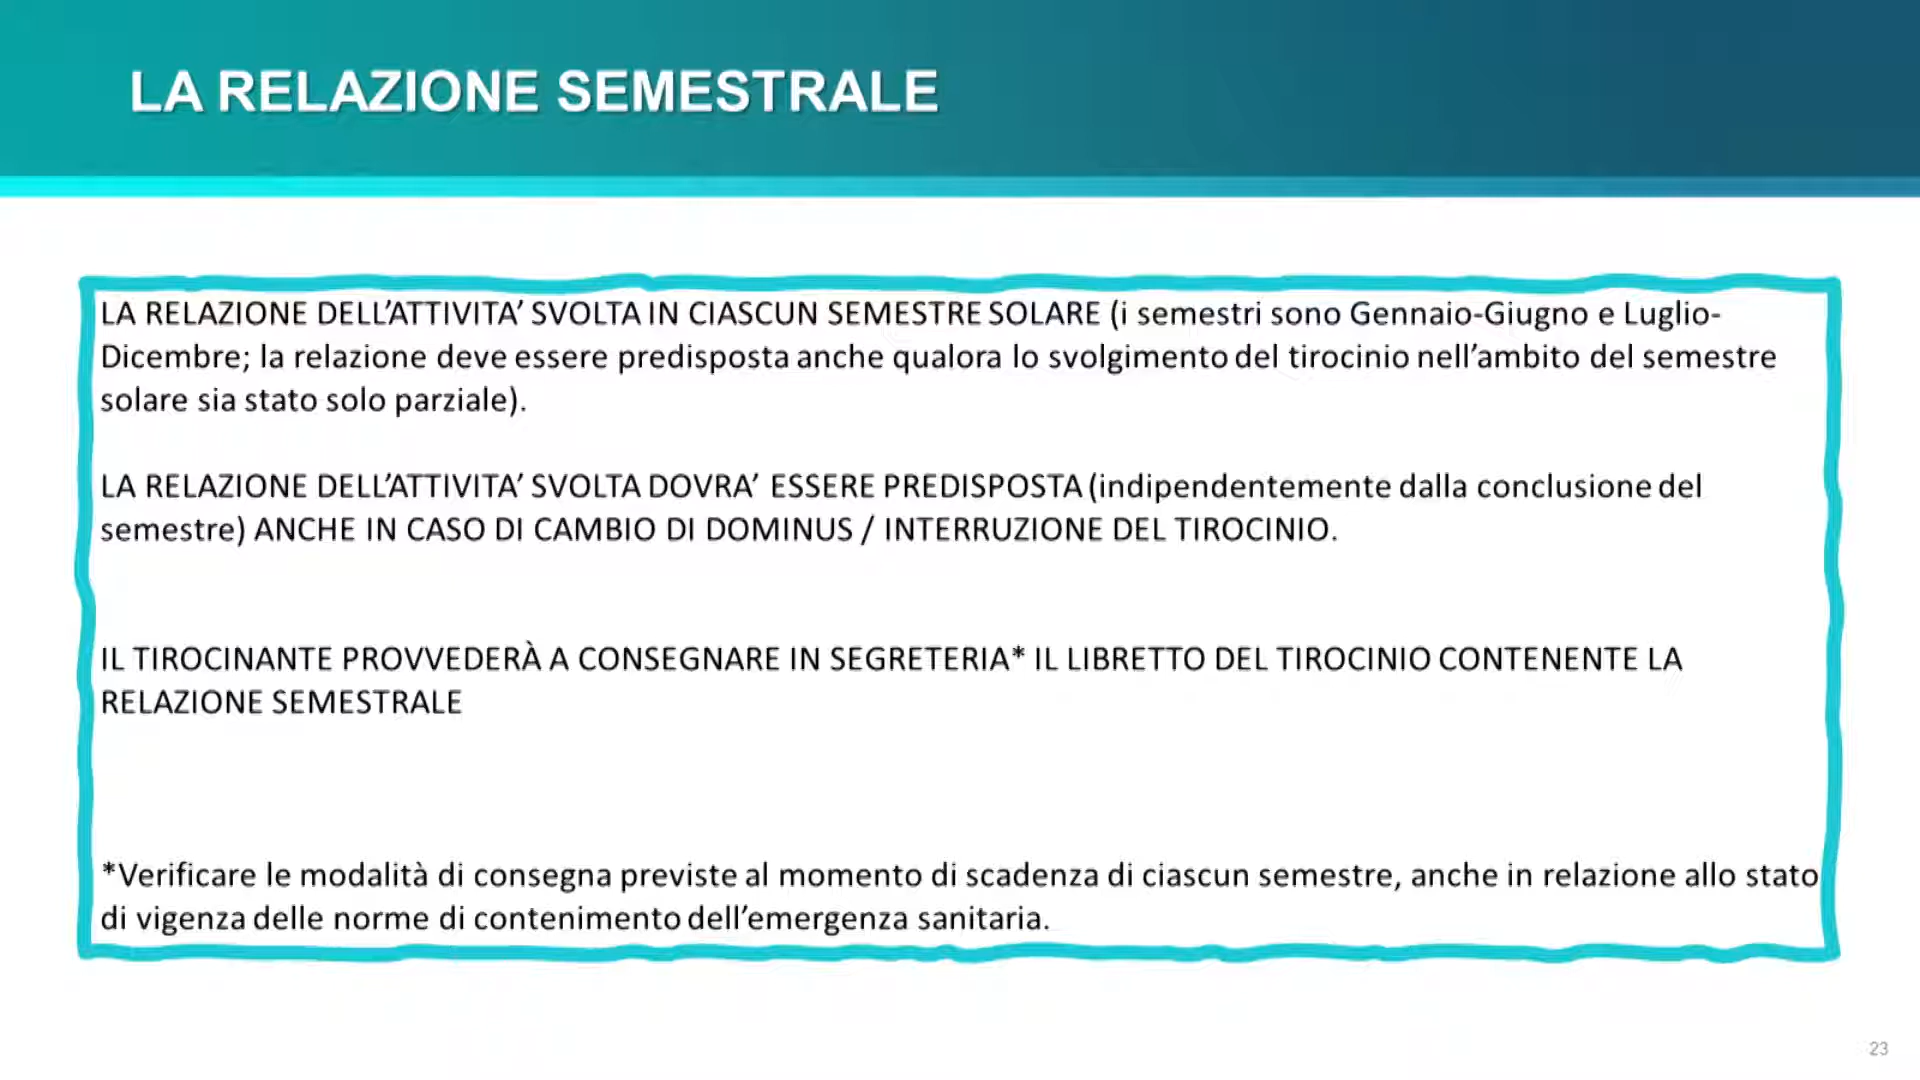 LA RELAZIONE SEMESTRALE
LA RELAZIONE DELL’ATTIVITA’ SVOLTA IN CIASCUN SEMESTRE SOLARE (i semestri sono Gennaio-Giugno e Luglio-
Dicembre; la relazione deve essere predisposta anche qualora lo svolgimento del tirocinio nell’ambito del semestre
solare sia stato solo parziale).
LA RELAZIONE DELL’ATTIVITA’ SVOLTA DOVRA’ ESSERE PREDISPOSTA (indipendentemente dalla conclusione del
semestre) ANCHE IN CASO DI CAMBIO DI DOMINUS / INTERRUZIONE DEL TIROCINIO.
IL TIROCINANTE PROVVEDERÀ A CONSEGNARE IN SEGRETERIA* IL LIBRETTO DEL TIROCINIO CONTENENTE LA
RELAZIONE SEMESTRALE
*Verificare le modalità di consegna previste al momento di scadenza di ciascun semestre, anche in relazione allo stato
di vigenza delle norme di contenimento dell’emergenza sanitaria.
23